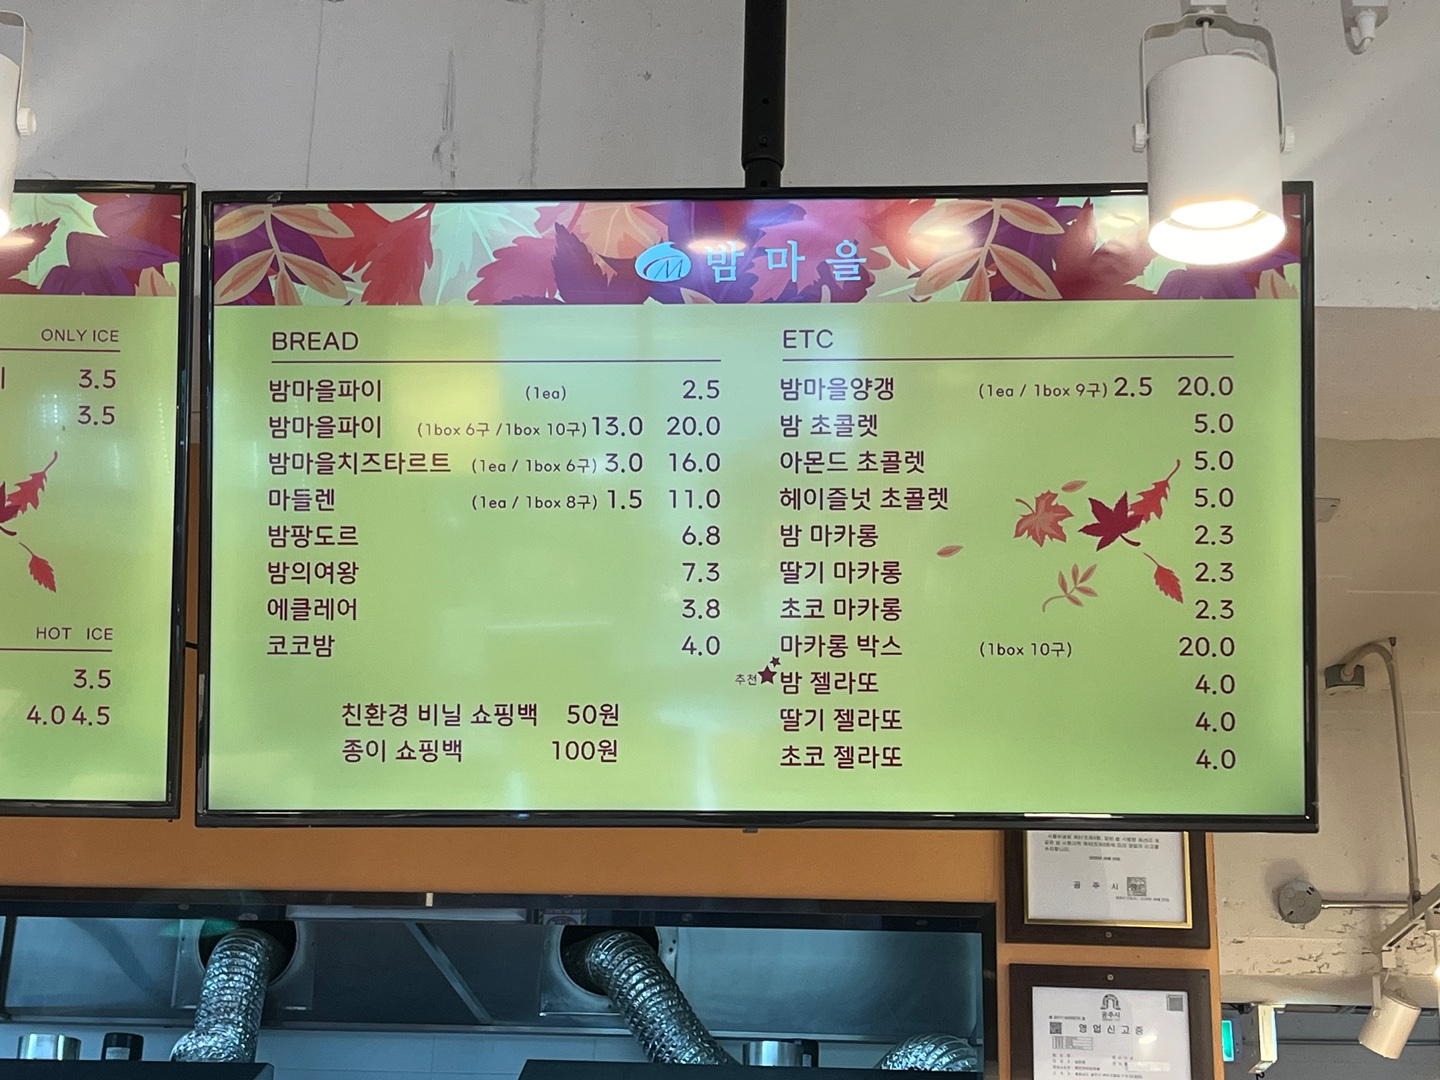 ONLY ICE
3.5
3.5
HOT ICE
3.5
4.0 4.5
밤마을
BREAD
밤마을파이 (1ea) 2.5
밤마을파이 (1box 6구 /1box 10구) 13.0 20.0
밤마을치즈타르트 (1ea / 1box 6구) 3.0 16.0
마들렌 (1ea / 1box 8구) 1.5 11.0
밤팡도르 6.8
밤의여왕 7.3
에클레어 3.8
코코밤 4.0
친환경 비닐 쇼핑백 50원
종이 쇼핑백 100원
ETC
밤마을양갱 (1ea / 1box 9구) 2.5 20.0
밤 초콜렛 5.0
아몬드 초콜렛 5.0
헤이즐넛 초콜렛 5.0
밤 마카롱 2.3
딸기 마카롱 2.3
초코 마카롱 2.3
마카롱 박스 (1box 10구) 20.0
추천 밤 젤라또 4.0
딸기 젤라또 4.0
초코 젤라또 4.0
공주시
공주시
영업신고증